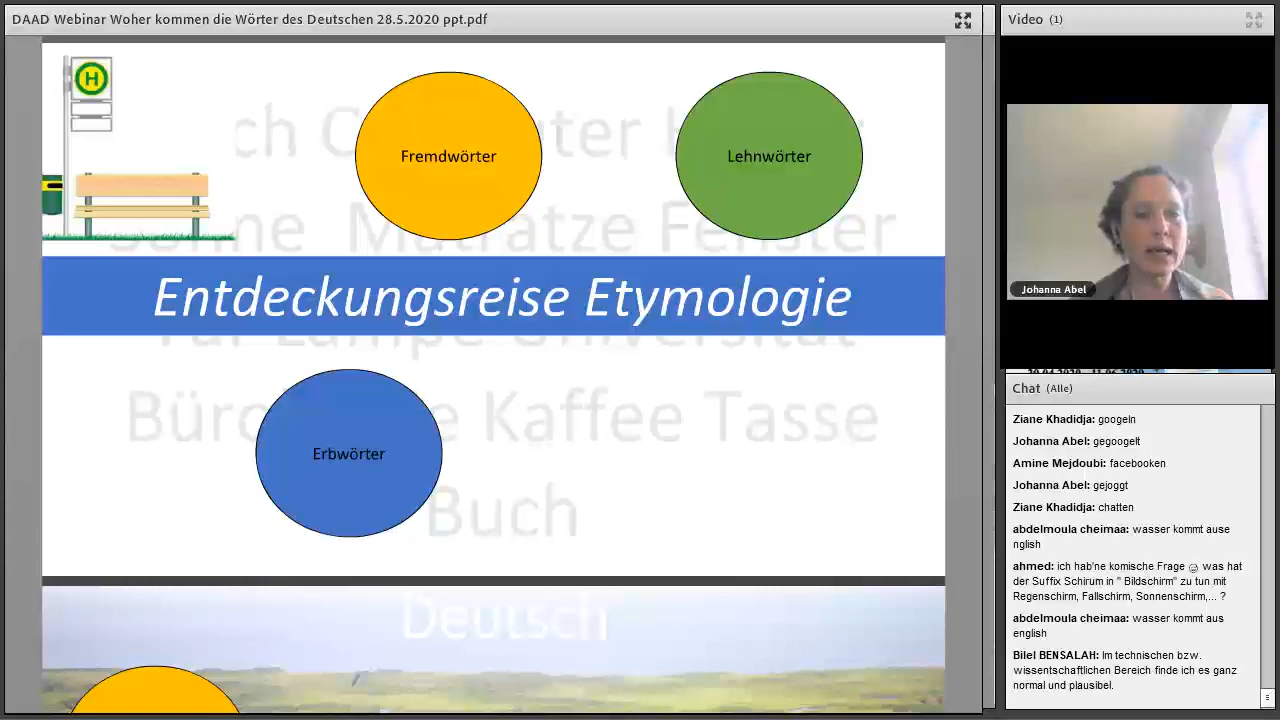 DAAD Webinar Woher kommen die Wörter des Deutschen 28.5.2020 ppt.pdf
H
Fremdwörter
Lehnwörter
Matratze Fenster
Entdeckungsreise Etymologie
Tür Lampe Universität
Kaffee Tasse
Erbwörter
Buch
Deutsch
Video (1)
Johanna Abel
Chat (Alle)
Ziane Khadidja: googeln
Johanna Abel: gegoogelt
Amine Mejdoubi: facebooken
Johanna Abel: gejoggt
Ziane Khadidja: chatten
abdelmoula cheimaa: wasser kommt ause
nglish
ahmed: ich hab'ne komische Frage ☺ was hat
der Suffix Schirum in " Bildschirm" zu tun mit
Regenschirm, Fallschirm, Sonnenschirm,... ?
abdelmoula cheimaa: wasser kommt aus
english
Bilel BENSALAH: Im technischen bzw.
wissentschaftlichen Bereich finde ich es ganz
normal und plausibel.